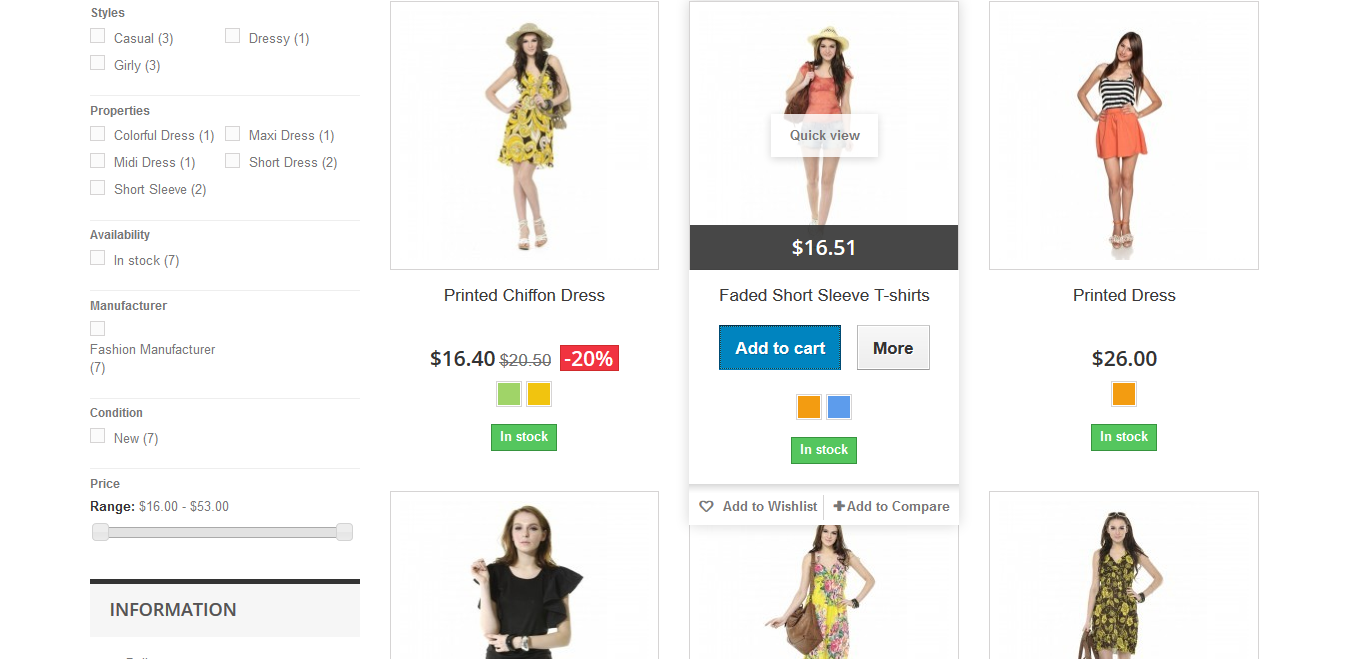 Styles
Casual (3)
Dressy (1)
Girly (3)
Properties
Colorful Dress (1)
Maxi Dress (1)
Midi Dress (1)
Short Dress (2)
Short Sleeve (2)
Availability
In stock (7)
Manufacturer
Fashion Manufacturer
(7)
Condition
New (7)
Price
Range: $16.00 - $53.00
INFORMATION
Printed Chiffon Dress
$16.40 $20.50 -20%
In stock
Quick view
$16.51
Faded Short Sleeve T-shirts
Add to cart
More
In stock
Add to Wishlist
Add to Compare
Printed Dress
$26.00
In stock